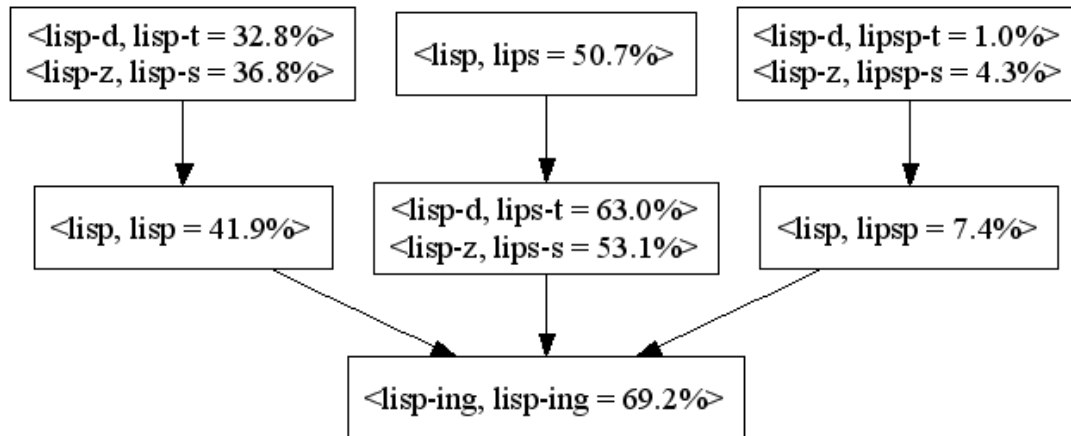 <lisp-d, lisp-t = 32.8%>
<lisp-z, lisp-s = 36.8%>
<lisp, lips = 50.7%>
<lisp-d, lipsp-t = 1.0%>
<lisp-z, lipsp-s = 4.3%>
<lisp, lisp = 41.9%>
<lisp-d, lips-t = 63.0%>
<lisp-z, lips-s = 53.1%>
<lisp, lipsp = 7.4%>
<lisp-ing, lisp-ing = 69.2%>